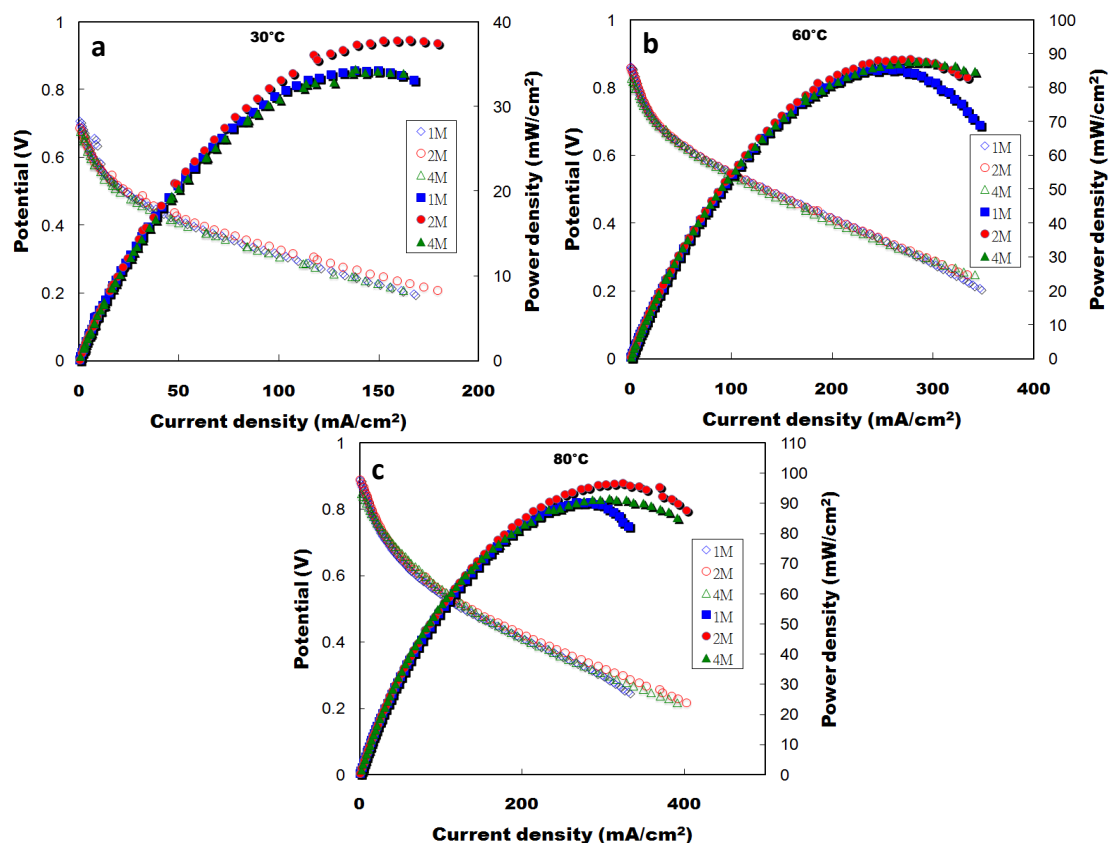 a
30°C
Potential (V)
1
0.8
0.6
0.4
0.2
0
0
50
100
150
200
Current density (mA/cm²)
40
30
20
10
0
Power density (mW/cm²)
1M
2M
4M
1M
2M
4M
b
60°C
Potential (V)
1
0.8
0.6
0.4
0.2
0
0
100
200
300
400
Current density (mA/cm²)
100
90
80
70
60
50
40
30
20
10
0
Power density (mW/cm²)
1M
2M
4M
1M
2M
4M
c
80°C
Potential (V)
1
0.8
0.6
0.4
0.2
0
0
200
400
Current density (mA/cm²)
110
100
90
80
70
60
50
40
30
20
10
0
Power density (mW/cm²)
1M
2M
4M
1M
2M
4M